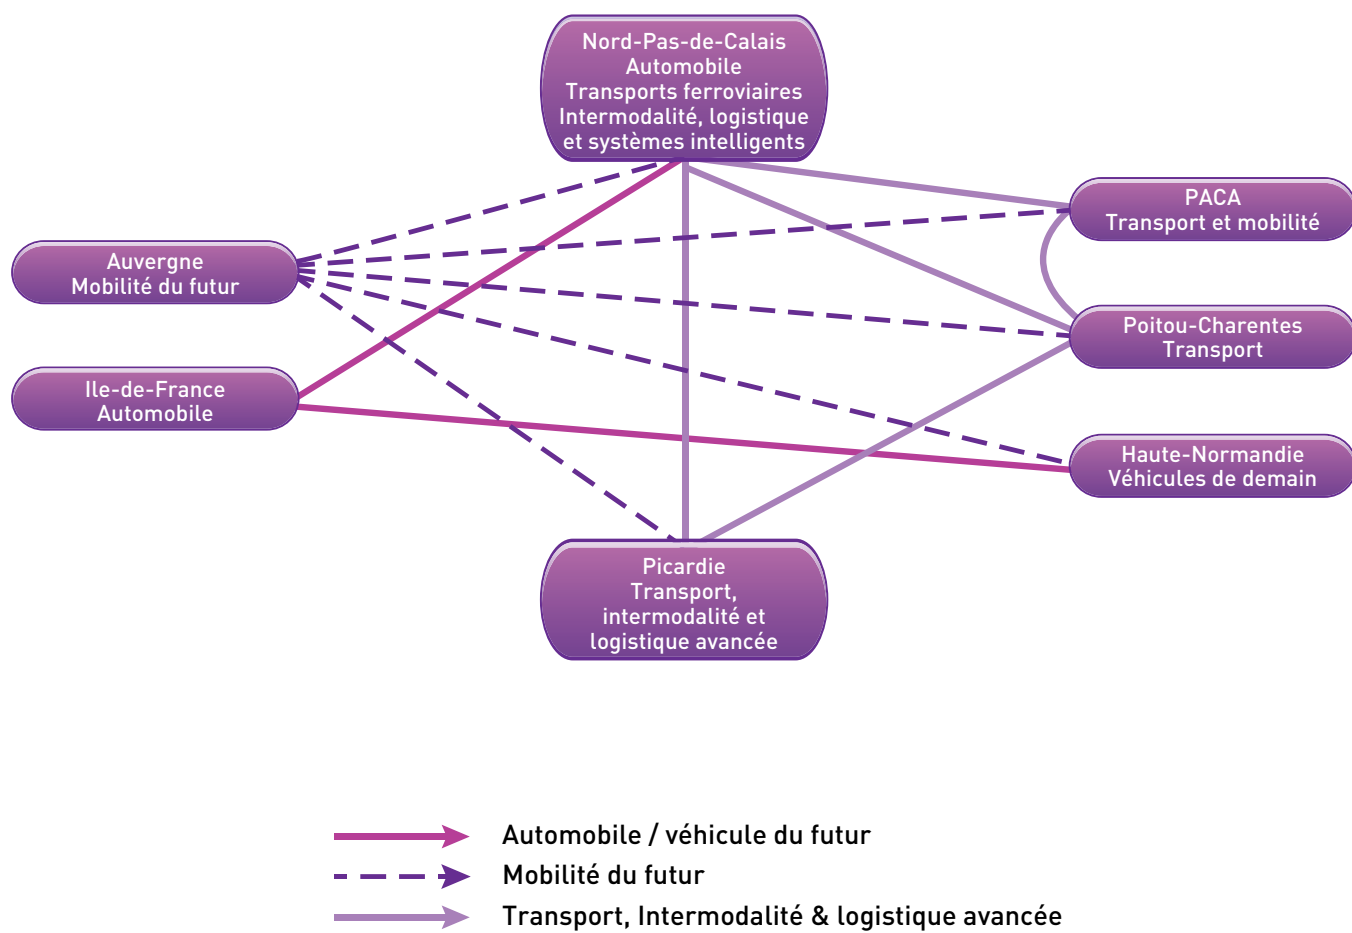 Nord-Pas-de-Calais
Automobile
Transports ferroviaires
Intermodalité, logistique
et systèmes intelligents
PACA
Transport et mobilité
Auvergne
Mobilité du futur
Poitou-Charentes
Transport
Ile-de-France
Automobile
Haute-Normandie
Véhicules de demain
Picardie
Transport,
intermodalité et
logistique avancée
Automobile / véhicule du futur
Mobilité du futur
Transport, Intermodalité & logistique avancée